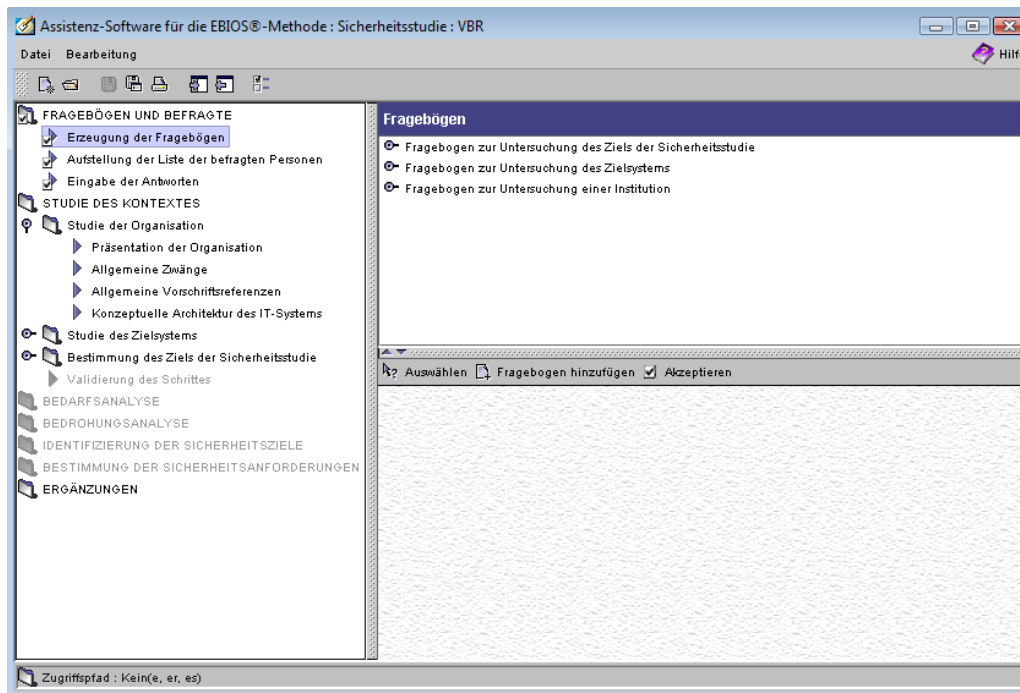 Assistenz-Software für die EBIOS®-Methode : Sicherheitsstudie : VBR
Datei Bearbeitung
Hilf
FRAGEBÖGEN UND BEFRAGTE
Erzeugung der Fragebögen
Aufstellung der Liste der befragten Personen
Eingabe der Antworten
STUDIE DES KONTEXTES
Studie der Organisation
Präsentation der Organisation
Allgemeine Zwänge
Allgemeine Vorschriftsreferenzen
Konzeptuelle Architektur des IT-Systems
Studie des Zielsystems
Bestimmung des Ziels der Sicherheitsstudie
Validierung des Schrittes
BEDARFSANALYSE
BEDROHUNGSANALYSE
IDENTIFIZIERUNG DER SICHERHEITSZIELE
BESTIMMUNG DER SICHERHEITSANFORDERUNGEN
ERGÄNZUNGEN
Fragebögen
Fragebogen zur Untersuchung des Ziels der Sicherheitsstudie
Fragebogen zur Untersuchung des Zielsystems
Fragebogen zur Untersuchung einer Institution
Auswählen Fragebogen hinzufügen Akzeptieren
Zugriffspfad : Kein(e, er, es)